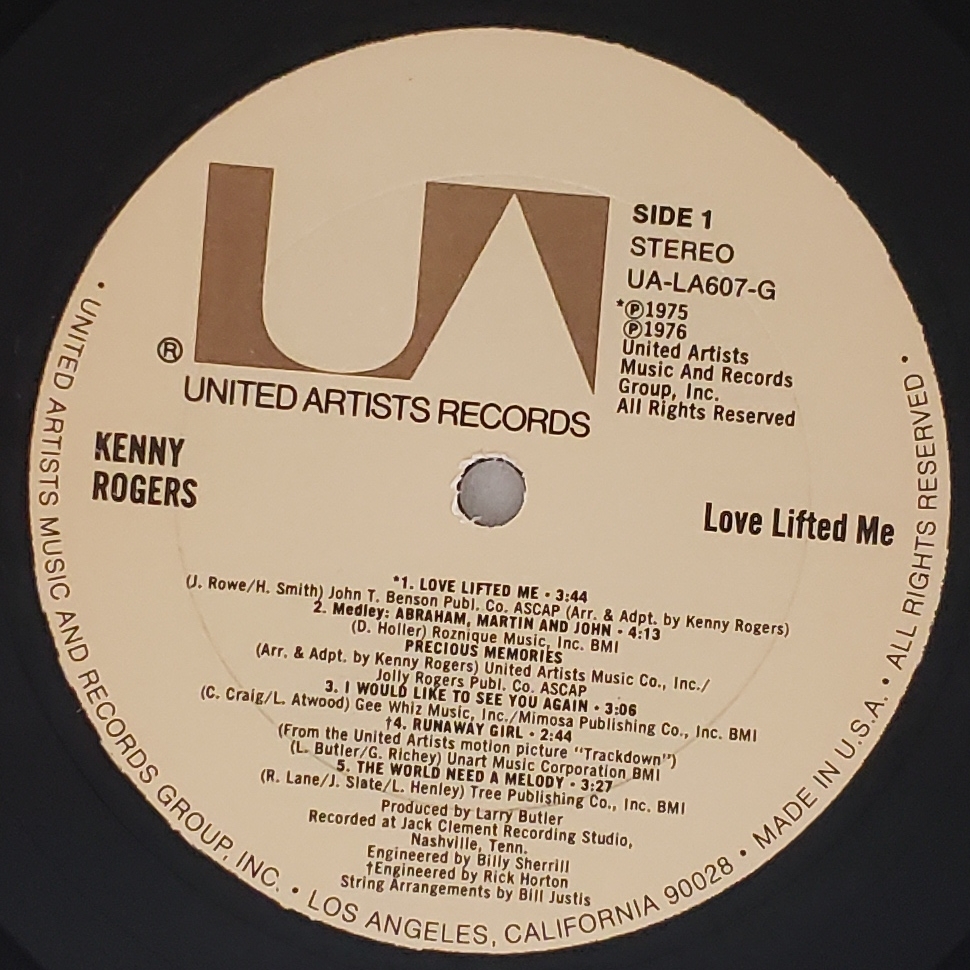 UA
®
UNITED ARTISTS RECORDS
SIDE 1
STEREO
UA-LA607-G
*Ⓟ1975
Ⓟ1976
United Artists
Music And Records
Group, Inc.
All Rights Reserved
KENNY
ROGERS
Love Lifted Me
*1. LOVE LIFTED ME • 3:44
(J. Rowe/H. Smith) John T. Benson Publ. Co. ASCAP (Arr. & Adpt. by Kenny Rogers)
2. Medley: ABRAHAM, MARTIN AND JOHN • 4:13
(D. Holler) Roznique Music, Inc. BMI
PRECIOUS MEMORIES
(Arr. & Adpt. by Kenny Rogers) United Artists Music Co., Inc./
Jolly Rogers Publ. Co. ASCAP
3. I WOULD LIKE TO SEE YOU AGAIN • 3:06
(C. Craig/L. Atwood) Gee Whiz Music, Inc./Mimosa Publishing Co., Inc. BMI
†4. RUNAWAY GIRL • 2:44
(From the United Artists motion picture "Trackdown")
(L. Butler/G. Richey) Unart Music Corporation BMI
5. THE WORLD NEED A MELODY • 3:27
(R. Lane/J. Slate/L. Henley) Tree Publishing Co., Inc. BMI
Produced by Larry Butler
Recorded at Jack Clement Recording Studio,
Nashville, Tenn.
Engineered by Billy Sherrill
†Engineered by Rick Horton
String Arrangements by Bill Justis
• UNITED ARTISTS MUSIC AND RECORDS GROUP, INC. • LOS ANGELES, CALIFORNIA 90028 • MADE IN U.S.A. • ALL RIGHTS RESERVED •